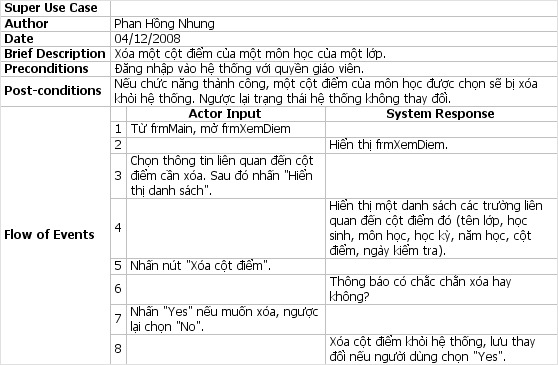 Super Use Case
Author Phan Hồng Nhung
Date 04/12/2008
Brief Description Xóa một cột điểm của một môn học của một lớp.
Preconditions Đăng nhập vào hệ thống với quyền giáo viên.
Post-conditions Nếu chức năng thành công, một cột điểm của môn học được chọn sẽ bị xóa
khỏi hệ thống. Ngược lại trạng thái hệ thống không thay đổi.
Flow of Events
Actor Input System Response
1 Từ frmMain, mở frmXemDiem
2 Hiển thị frmXemDiem.
3 Chọn thông tin liên quan đến cột
điểm cần xóa. Sau đó nhấn "Hiển
thị danh sách".
4 Hiển thị một danh sách các trường liên
quan đến cột điểm đó (tên lớp, học
sinh, môn học, học kỳ, năm học, cột
điểm, ngày kiểm tra).
5 Nhấn nút "Xóa cột điểm".
6 Thông báo có chắc chắn xóa hay
không?
7 Nhấn "Yes" nếu muốn xóa, ngược
lại chọn "No".
8 Xóa cột điểm khỏi hệ thống, lưu thay
đổi nếu người dùng chọn "Yes".